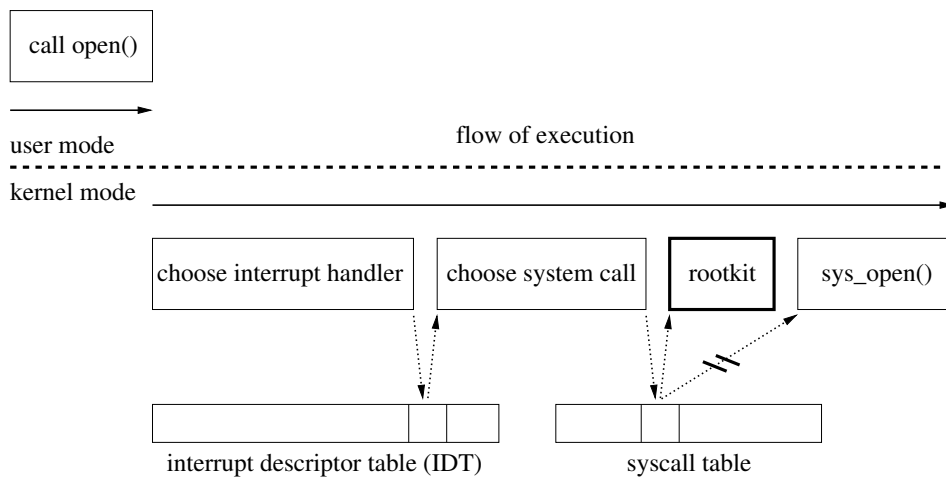 call open()
user mode
flow of execution
kernel mode
choose interrupt handler
choose system call
rootkit
sys_open()
interrupt descriptor table (IDT)
syscall table